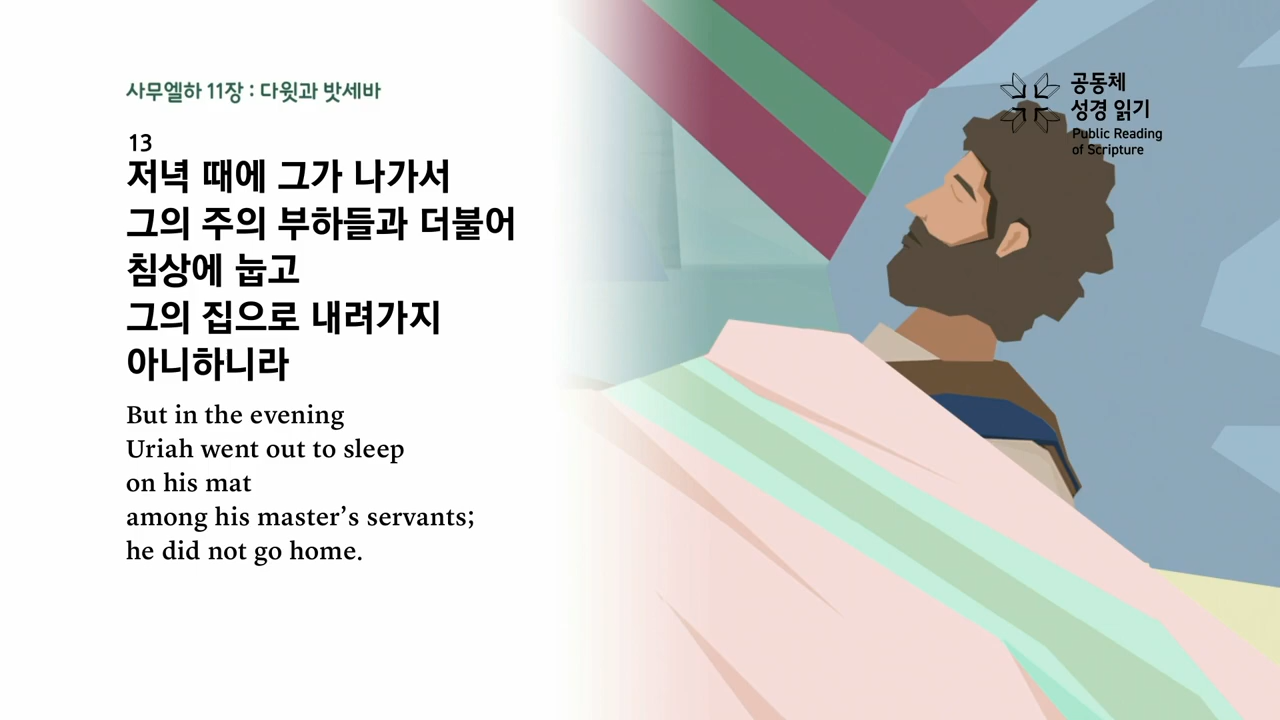 사무엘하 11장 : 다윗과 밧세바
13
저녁 때에 그가 나가서
그의 주의 부하들과 더불어
침상에 눕고
그의 집으로 내려가지
아니하니라
But in the evening
Uriah went out to sleep
on his mat
among his master’s servants;
he did not go home.
공동체
성경 읽기
Public Reading
of Scripture